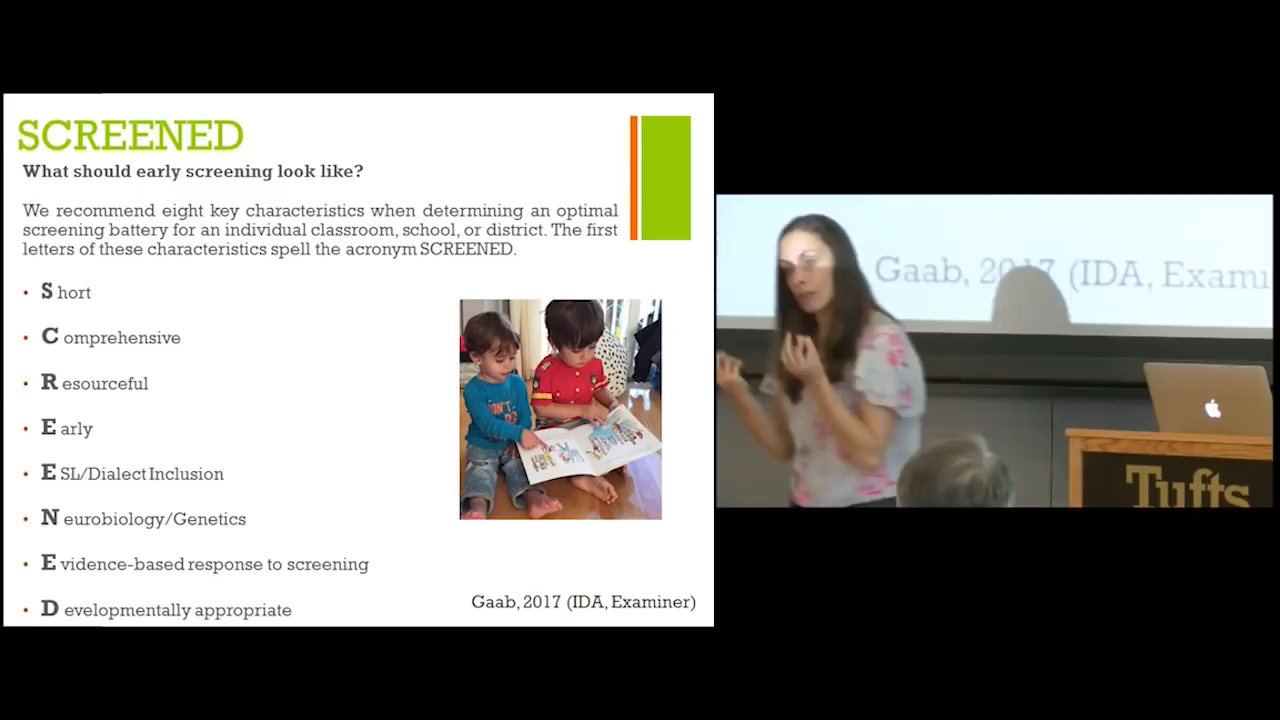 SCREENED
What should early screening look like?
We recommend eight key characteristics when determining an optimal
screening battery for an individual classroom, school, or district. The first
letters of these characteristics spell the acronym SCREENED.
• S hort
• C omprehensive
• R esourceful
• E arly
• E SL/Dialect Inclusion
• N eurobiology/Genetics
• E vidence-based response to screening
• D evelopmentally appropriate
Gaab, 2017 (IDA, Examiner)
Gaab, 2017 (IDA, Exami
Tufts